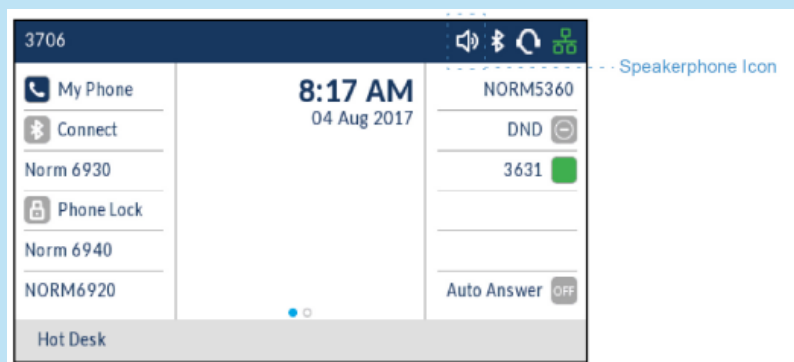 3706
Speakerphone Icon
My Phone
Connect
Norm 6930
Phone Lock
Norm 6940
NORM6920
8:17 AM
04 Aug 2017
NORM5360
DND
3631
Auto Answer OFF
Hot Desk